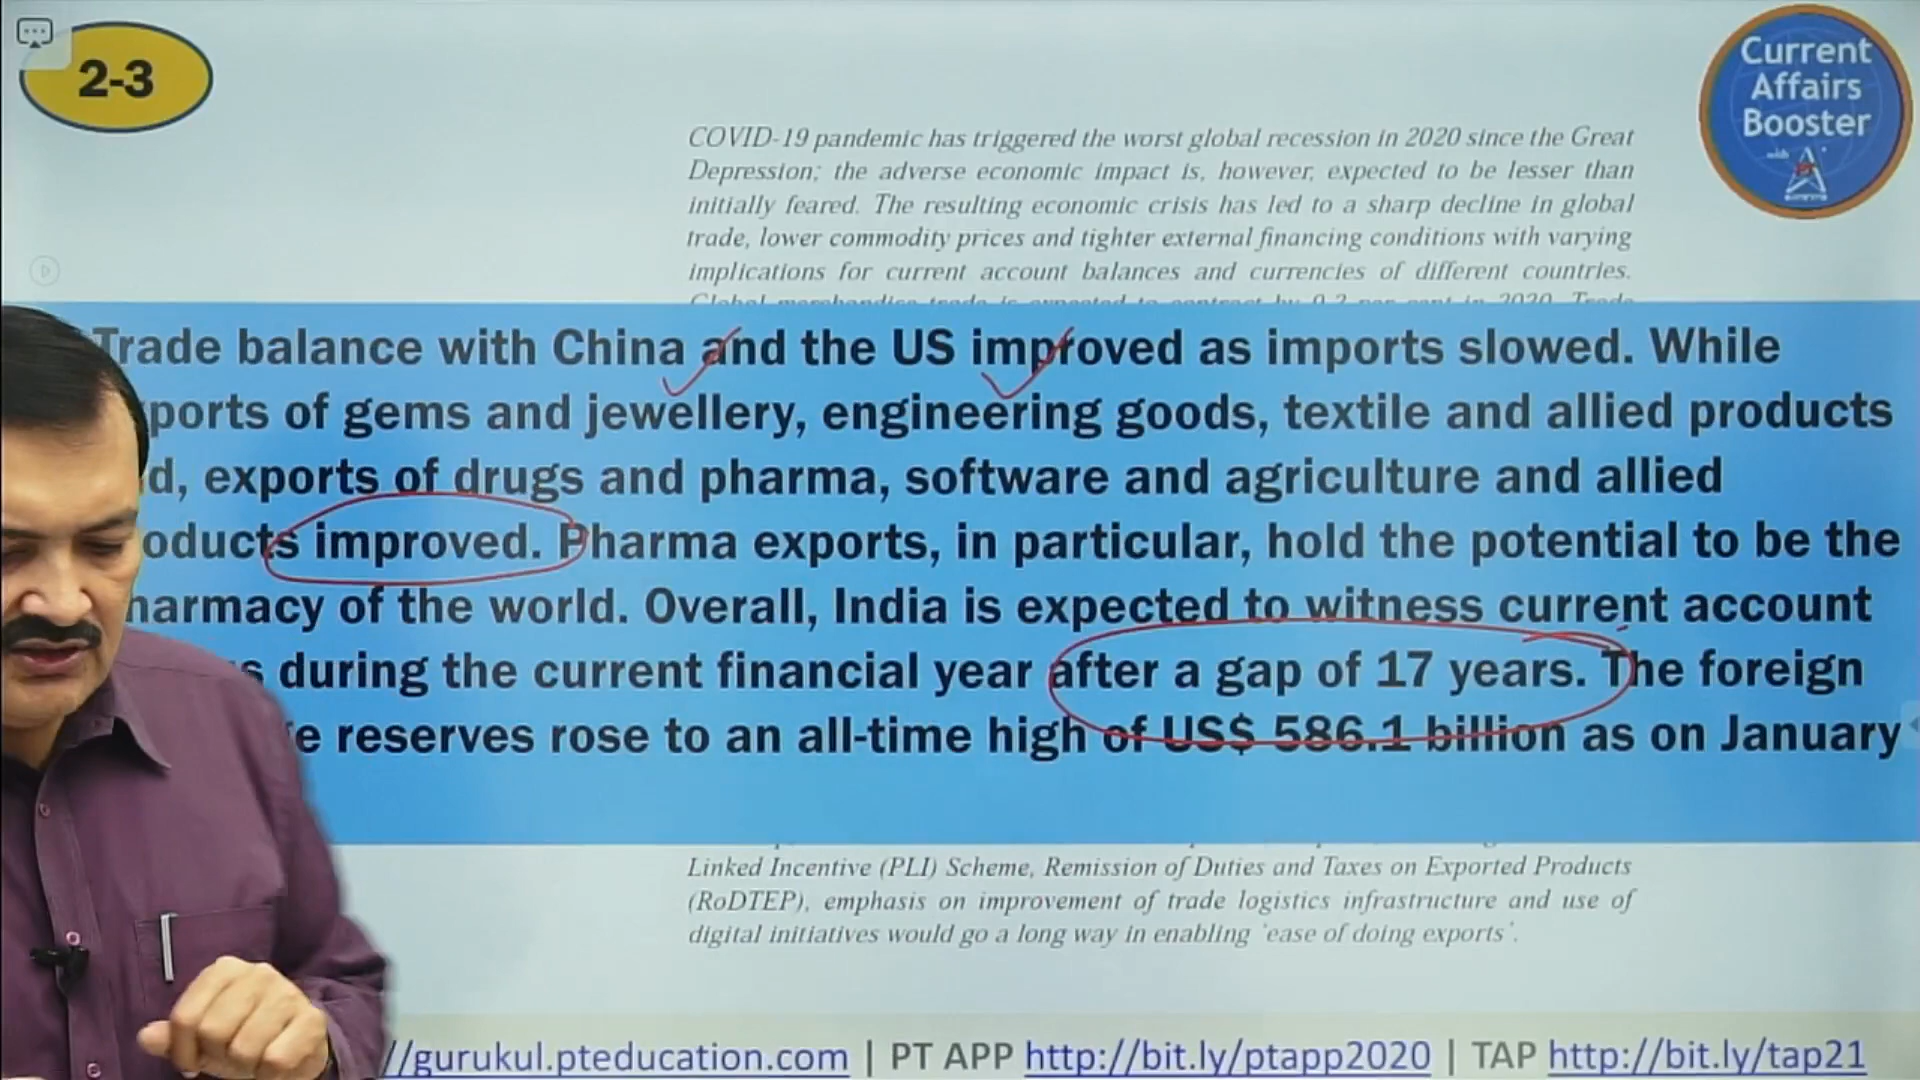 2-3
Current
Affairs
Booster
with
COVID-19 pandemic has triggered the worst global recession in 2020 since the Great
Depression; the adverse economic impact is, however, expected to be lesser than
initially feared. The resulting economic crisis has led to a sharp decline in global
trade, lower commodity prices and tighter external financing conditions with varying
implications for current account balances and currencies of different countries.
Trade balance with China and the US improved as imports slowed. While
ports of gems and jewellery, engineering goods, textile and allied products
d, exports of drugs and pharma, software and agriculture and allied
oducts improved. Pharma exports, in particular, hold the potential to be the
harmacy of the world. Overall, India is expected to witness current account
s during the current financial year after a gap of 17 years. The foreign
e reserves rose to an all-time high of US$ 586.1 billion as on January
Linked Incentive (PLI) Scheme, Remission of Duties and Taxes on Exported Products
(RoDTEP), emphasis on improvement of trade logistics infrastructure and use of
digital initiatives would go a long way in enabling 'ease of doing exports'.
//gurukul.pteducation.com | PT APP http://bit.ly/ptapp2020 | TAP http://bit.ly/tap21